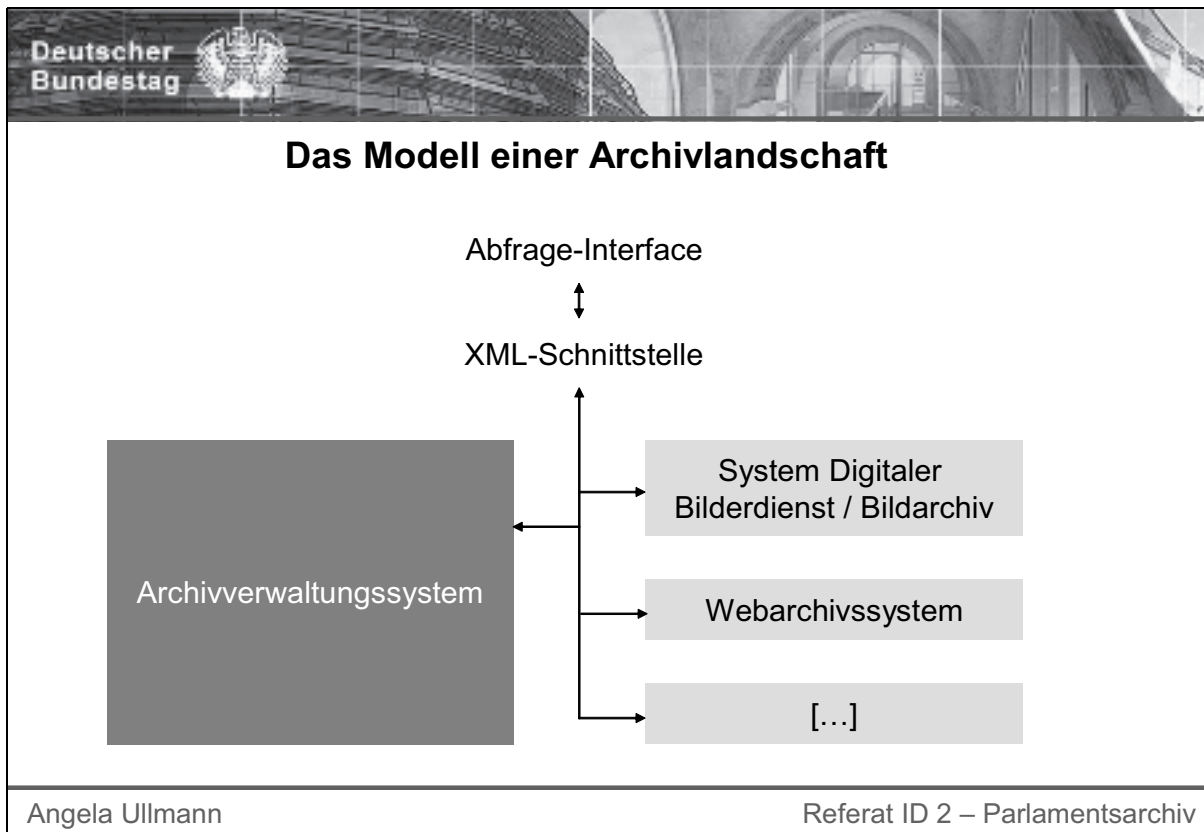 Deutscher
Bundestag
Das Modell einer Archivlandschaft
Abfrage-Interface
XML-Schnittstelle
Archivverwaltungssystem
System Digitaler
Bilderdienst / Bildarchiv
Webarchivssystem
[…]
Angela Ullmann
Referat ID 2 – Parlamentsarchiv